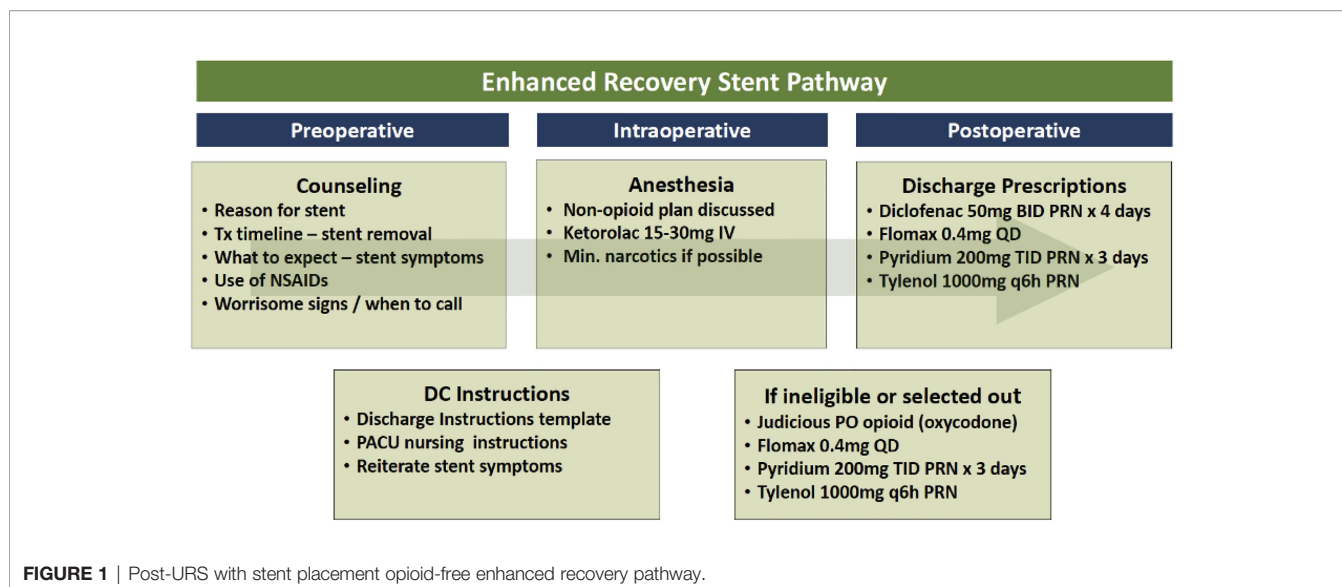 Enhanced Recovery Stent Pathway
Preoperative
Intraoperative
Postoperative
Counseling
• Reason for stent
• Tx timeline – stent removal
• What to expect – stent symptoms
• Use of NSAIDs
• Worrisome signs / when to call
Anesthesia
• Non-opioid plan discussed
• Ketorolac 15-30mg IV
• Min. narcotics if possible
Discharge Prescriptions
• Diclofenac 50mg BID PRN x 4 days
• Flomax 0.4mg QD
• Pyridium 200mg TID PRN x 3 days
• Tylenol 1000mg q6h PRN
DC Instructions
• Discharge Instructions template
• PACU nursing instructions
• Reiterate stent symptoms
If ineligible or selected out
• Judicious PO opioid (oxycodone)
• Flomax 0.4mg QD
• Pyridium 200mg TID PRN x 3 days
• Tylenol 1000mg q6h PRN
FIGURE 1 | Post-URS with stent placement opioid-free enhanced recovery pathway.